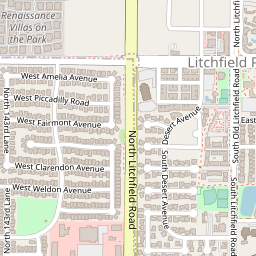 Renaissance
Villas on
the Park
North Litchfield
Litchfield
West Amelia Avenue
North 143rd Lane
West Piccadilly Road
West Fairmont Avenue
Desert Avenue
South Old Litchfield Road
East
North Litchfield Road
South Desert Avenue
West Clarendon Avenue
West Weldon Avenue
North 143rd Lane
South Litchfield Road